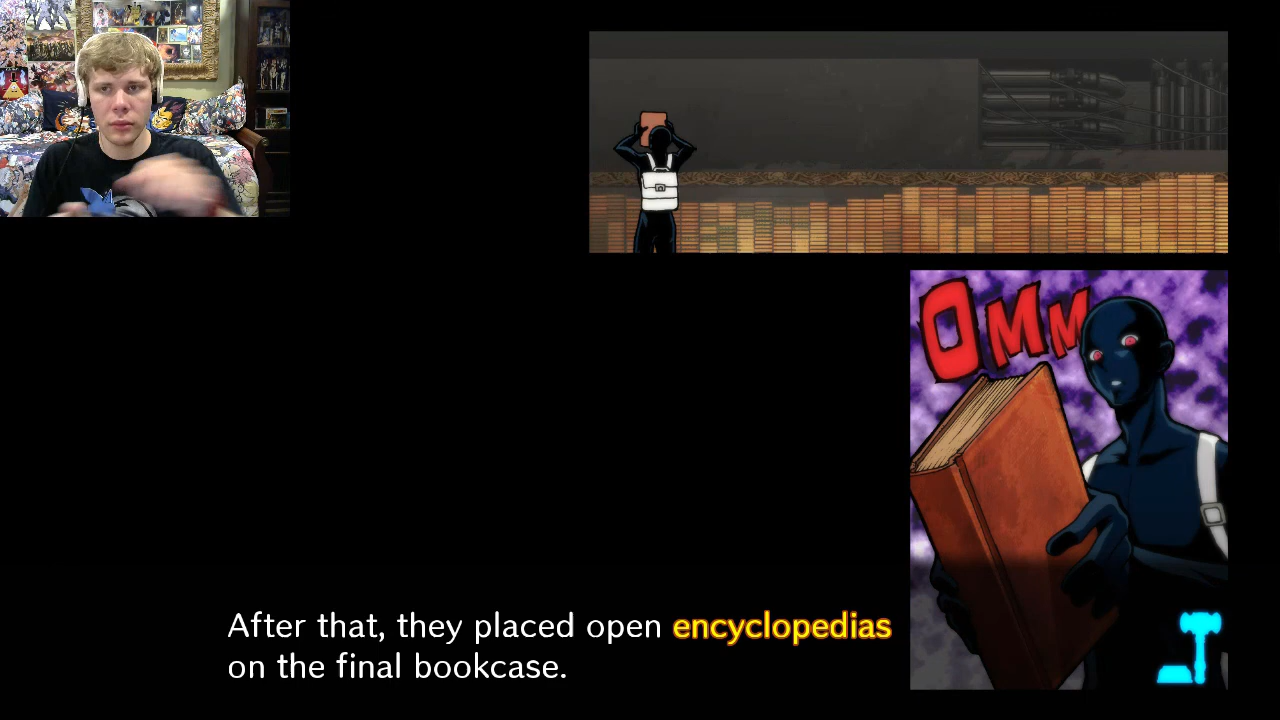 OMM
After that, they placed open encyclopedias
on the final bookcase.